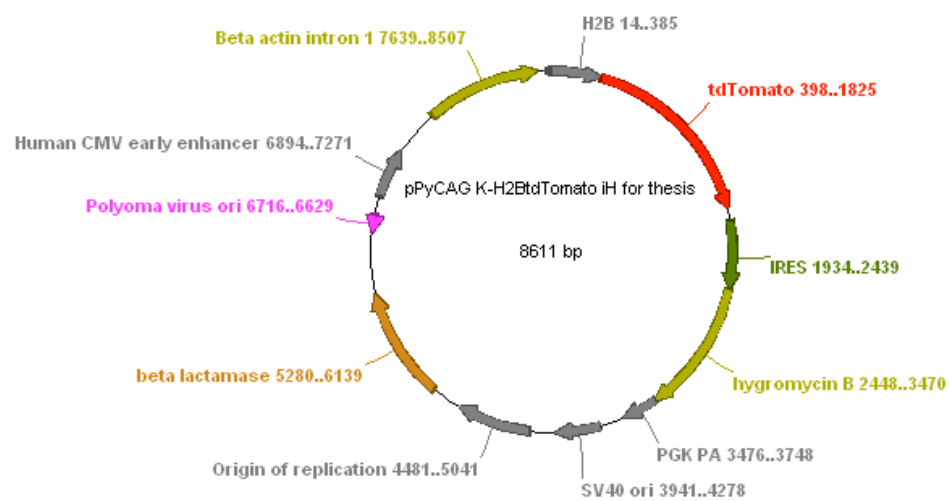 H2B 14..385
Beta actin intron 1 7639..8507
tdTomato 398..1825
Human CMV early enhancer 6894..7271
pPyCAG K-H2BtdTomato iH for thesis
Polyoma virus ori 6716..6629
8611 bp
IRES 1934..2439
beta lactamase 5280..6139
hygromycin B 2448..3470
PGK PA 3476..3748
Origin of replication 4481..5041
SV40 ori 3941..4278